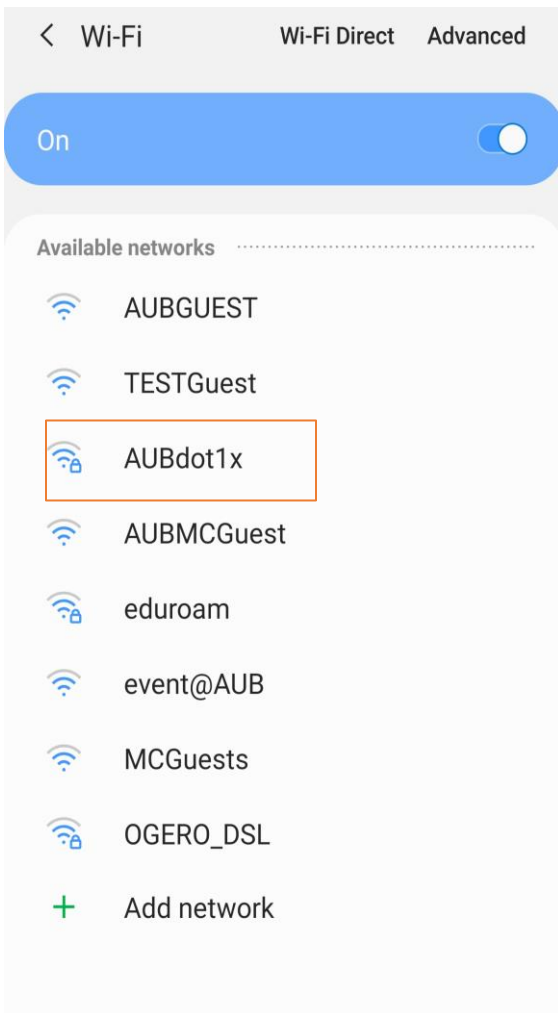 Wi-Fi Wi-Fi Direct Advanced
On
Available networks
AUBGUEST
TESTGuest
AUBdot1x
AUBMCGuest
eduroam
event@AUB
MCGuests
OGERO_DSL
Add network